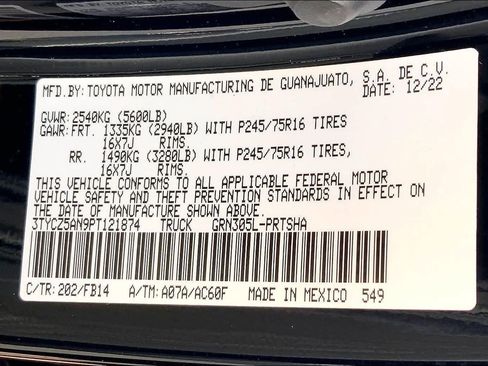 MFD.BY:TOYOTA MOTOR MANUFACTURING DE GUANAJUATO, S.A. DE C.V.
DATE: 12/22
GVWR:2540KG (5600LB)
GAWR:FRT. 1335KG (2940LB) WITH P245/75R16 TIRES
16X7J RIMS.
RR. 1490KG (3280LB) WITH P245/75R16 TIRES,
16X7J RIMS.
THIS VEHICLE CONFORMS TO ALL APPLICABLE FEDERAL MOTOR
VEHICLE SAFETY AND THEFT PREVENTION STANDARDS IN EFFECT ON
THE DATE OF MANUFACTURE SHOWN ABOVE.
3TYCZ5AN9PT121874 TRUCK GRN305L-PRTSHA
C/TR:202/FB14 A/TM:A07A/AC60F MADE IN MEXICO 549